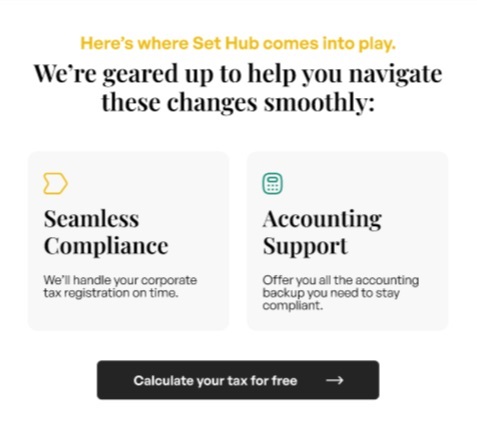 Here's where Set Hub comes into play.
We're geared up to help you navigate
these changes smoothly:
Seamless
Compliance
We'll handle your corporate
tax registration on time.
Accounting
Support
Offer you all the accounting
backup you need to stay
compliant.
Calculate your tax for free →